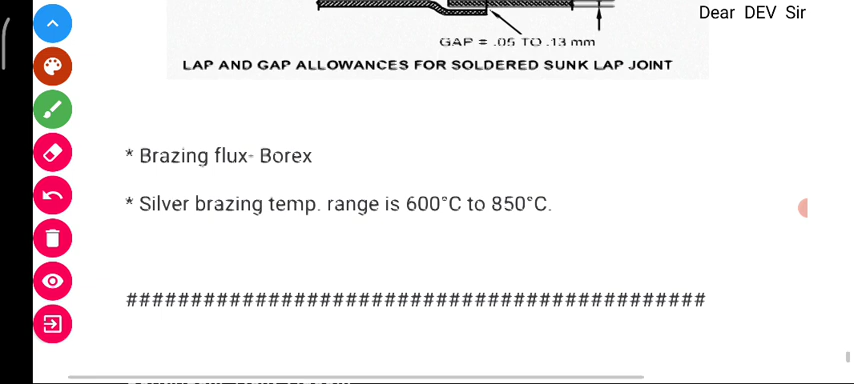 Dear DEV Sir
GAP = .05 TO .13 mm
LAP AND GAP ALLOWANCES FOR SOLDERED SUNK LAP JOINT
* Brazing flux- Borex
* Silver brazing temp. range is 600°C to 850°C.
#############################################